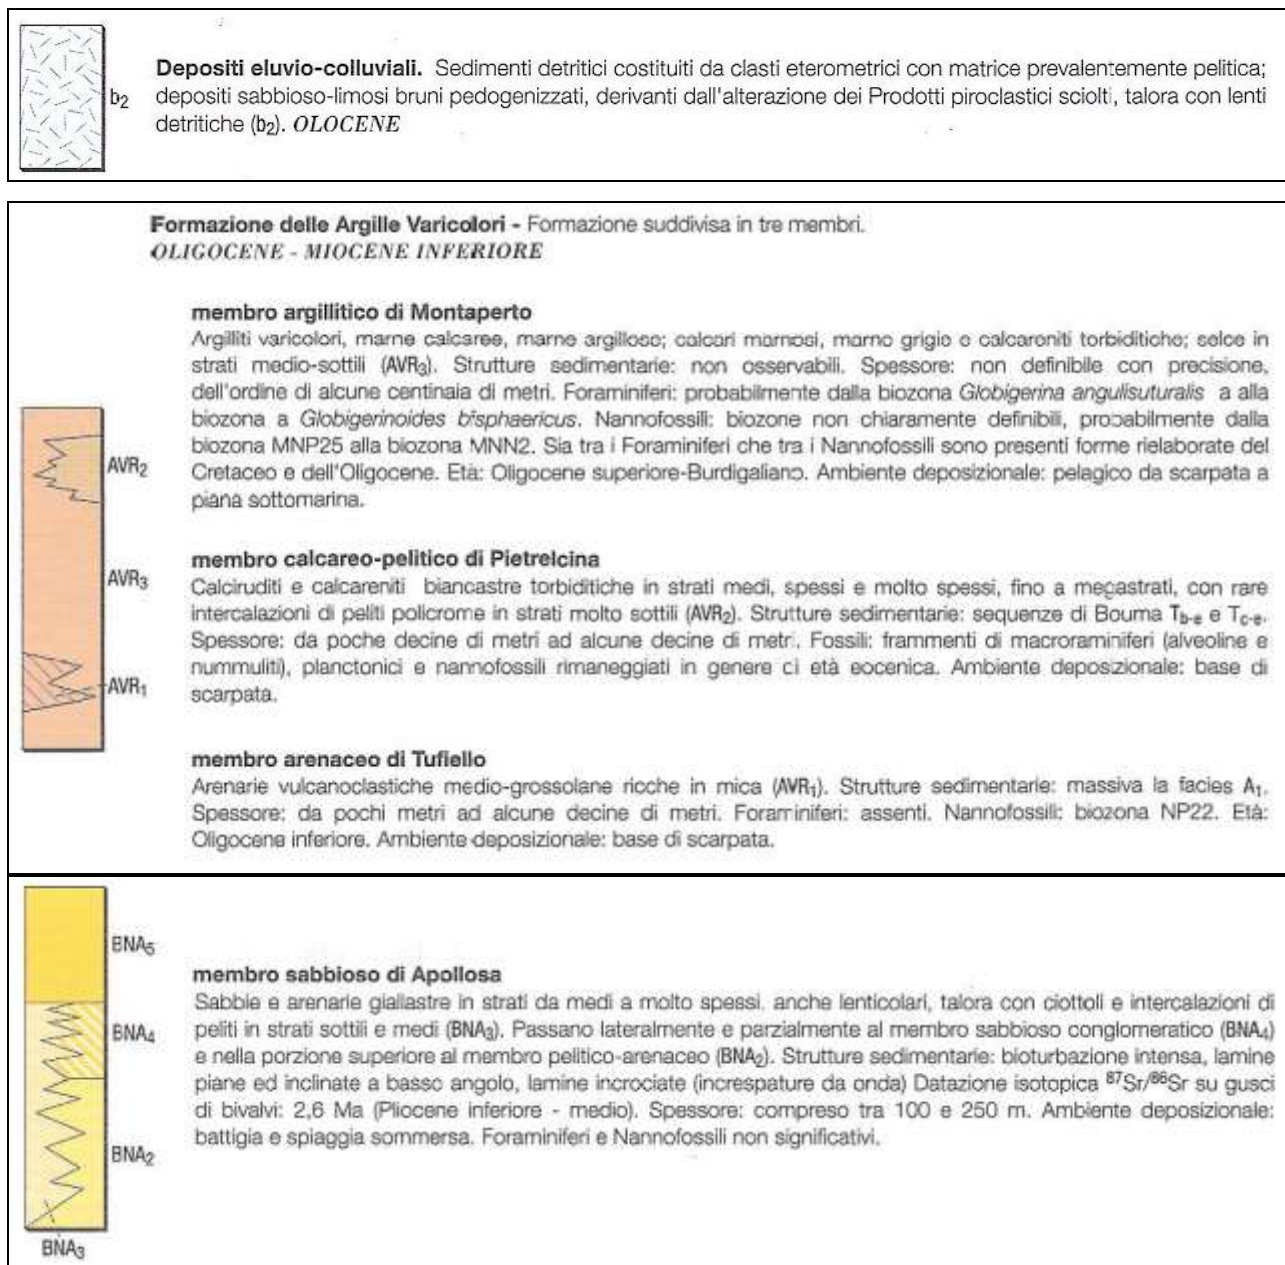 Depositi eluvio-colluviali. Sedimenti detritici costituiti da clasti eterometrici con matrice prevalentemente pelitica;
b2
depositi sabbioso-limosi bruni pedogenizzati, derivanti dall'alterazione dei Prodotti piroclastici sciolti, talora con lenti
detritiche (b2). OLOCENE
Formazione delle Argille Varicolori - Formazione suddivisa in tre membri.
OLIGOCENE - MIOCENE INFERIORE
membro argillitico di Montaperto
Argilliti varicolori, marne calcaree, marne argillose; calcari marnosi, marne grigie e calcareniti torbiditiche; selce in
strati medio-sottili (AVR3). Strutture sedimentarie: non osservabili. Spessore: non definibile con precisione,
dell'ordine di alcune centinaia di metri. Foraminiferi: probabilmente dalla biozona Globigerina angulisuturalis a alla
biozona a Globigerinoides bisphaericus. Nannofossili: biozone non chiaramente definibili, probabilmente dalla
biozona MNP25 alla biozona MNN2. Sia tra i Foraminiferi che tra i Nannofossili sono presenti forme rielaborate del
Cretaceo e dell'Oligocene. Età: Oligocene superiore-Burdigaliano. Ambiente deposizionale: pelagico da scarpata a
piana sottomarina.
AVR2
AVR3
AVR1
membro calcareo-pelitico di Pietrelcina
Calciruditi e calcareniti biancastre torbiditiche in strati medi, spessi e molto spessi, fino a megastrati, con rare
intercalazioni di peliti policrome in strati molto sottili (AVR2). Strutture sedimentarie: sequenze di Bouma Tb-e e Tc-e.
Spessore: da poche decine di metri ad alcune decine di metri. Fossili: frammenti di macroraminiferi (alveoline e
nummuliti), planctonici e nannofossili rimaneggiati in genere di età eocenica. Ambiente deposizionale: base di
scarpata.
membro arenaceo di Tufiello
Arenarie vulcanoclastiche medio-grossolane ricche in mica (AVR1). Strutture sedimentarie: massiva la facies A1.
Spessore: da pochi metri ad alcune decine di metri. Foraminiferi: assenti. Nannofossili: biozona NP22. Età:
Oligocene inferiore. Ambiente deposizionale: base di scarpata.
BNA5
BNA4
BNA2
BNA3
membro sabbioso di Apollosa
Sabbie e arenarie giallastre in strati da medi a molto spessi. anche lenticolari, talora con ciottoli e intercalazioni di
peliti in strati sottili e medi (BNA3). Passano lateralmente e parzialmente al membro sabbioso conglomeratico (BNA4)
e nella porzione superiore al membro pelitico-arenaceo (BNA2). Strutture sedimentarie: bioturbazione intensa, lamine
piane ed inclinate a basso angolo, lamine incrociate (increspature da onda) Datazione isotopica 87Sr/86Sr su gusci
di bivalvi: 2,6 Ma (Pliocene inferiore - medio). Spessore: compreso tra 100 e 250 m. Ambiente deposizionale:
battigia e spiaggia sommersa. Foraminiferi e Nannofossili non significativi.